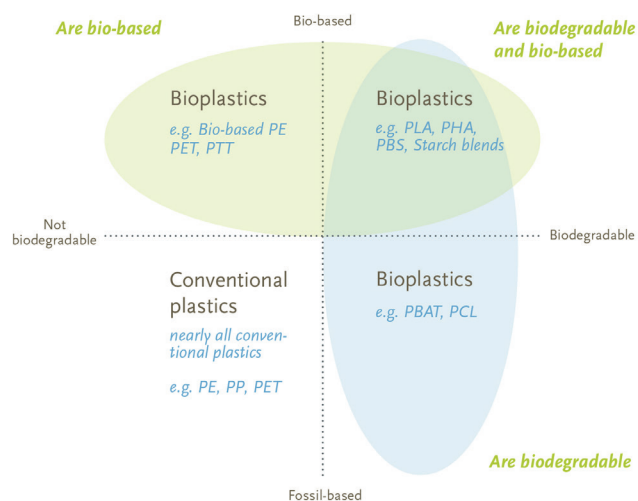 Are bio-based
Bio-based
Are biodegradable
and bio-based
Bioplastics
e.g. Bio-based PE
PET, PTT
Bioplastics
e.g. PLA, PHA,
PBS, Starch blends
Not
biodegradable
Biodegradable
Conventional
plastics
nearly all conven-
tional plastics
e.g. PE, PP, PET
Bioplastics
e.g. PBAT, PCL
Are biodegradable
Fossil-based